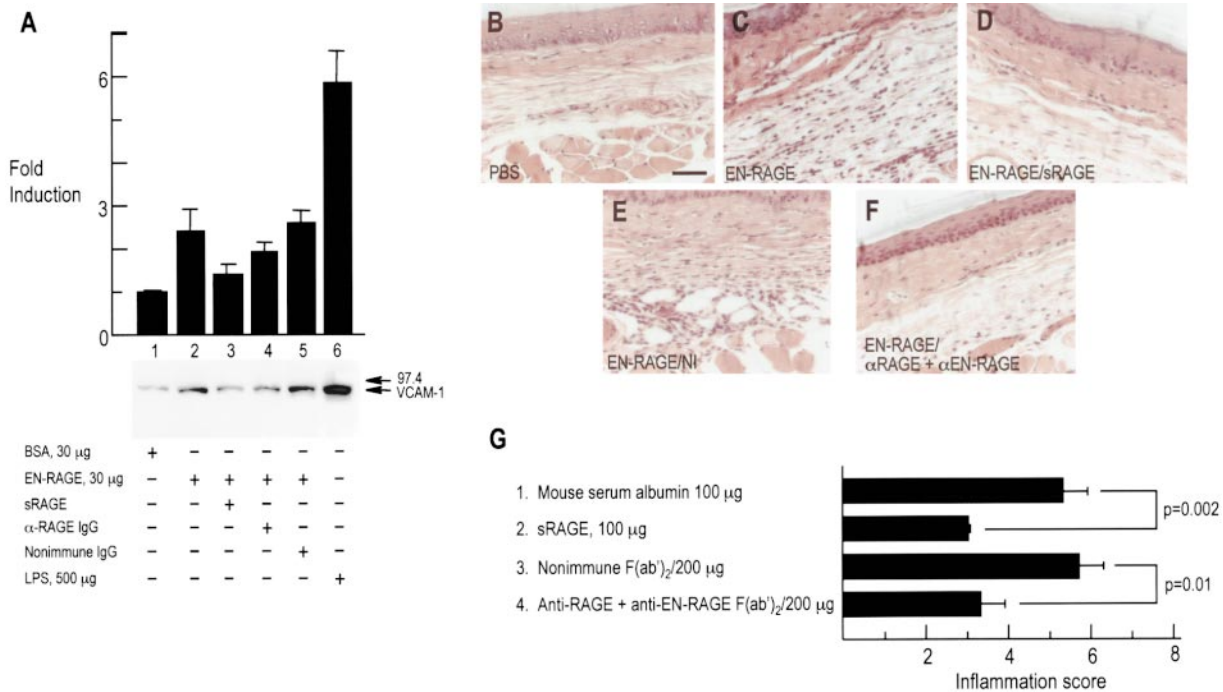 A
6
3
0
Fold
Induction
1 2 3 4 5 6
97.4
VCAM-1
BSA, 30 μg + – – – – –
EN-RAGE, 30 μg – + + + + –
sRAGE – – + – – –
α-RAGE IgG – – – + – –
Nonimmune IgG – – – – + –
LPS, 500 μg – – – – – +
B
PBS
C
EN-RAGE
D
EN-RAGE/sRAGE
E
EN-RAGE/NI
F
EN-RAGE/
αRAGE + αEN-RAGE
G
1. Mouse serum albumin 100 μg
2. sRAGE, 100 μg
3. Nonimmune F(ab')₂/200 μg
4. Anti-RAGE + anti-EN-RAGE F(ab')₂/200 μg
p=0.002
p=0.01
2 4 6 8
Inflammation score